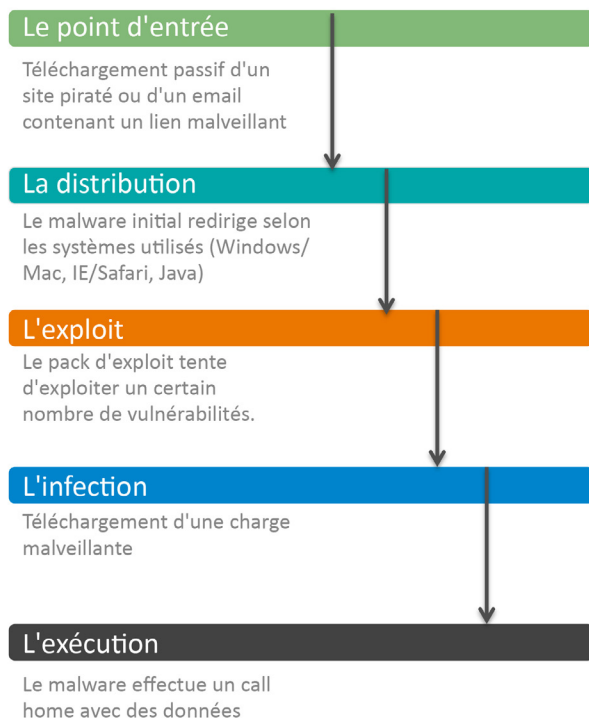 Le point d'entrée
Téléchargement passif d'un
site piraté ou d'un email
contenant un lien malveillant
La distribution
Le malware initial redirige selon
les systèmes utilisés (Windows/
Mac, IE/Safari, Java)
L'exploit
Le pack d'exploit tente
d'exploiter un certain
nombre de vulnérabilités.
L'infection
Téléchargement d'une charge
malveillante
L'exécution
Le malware effectue un call
home avec des données